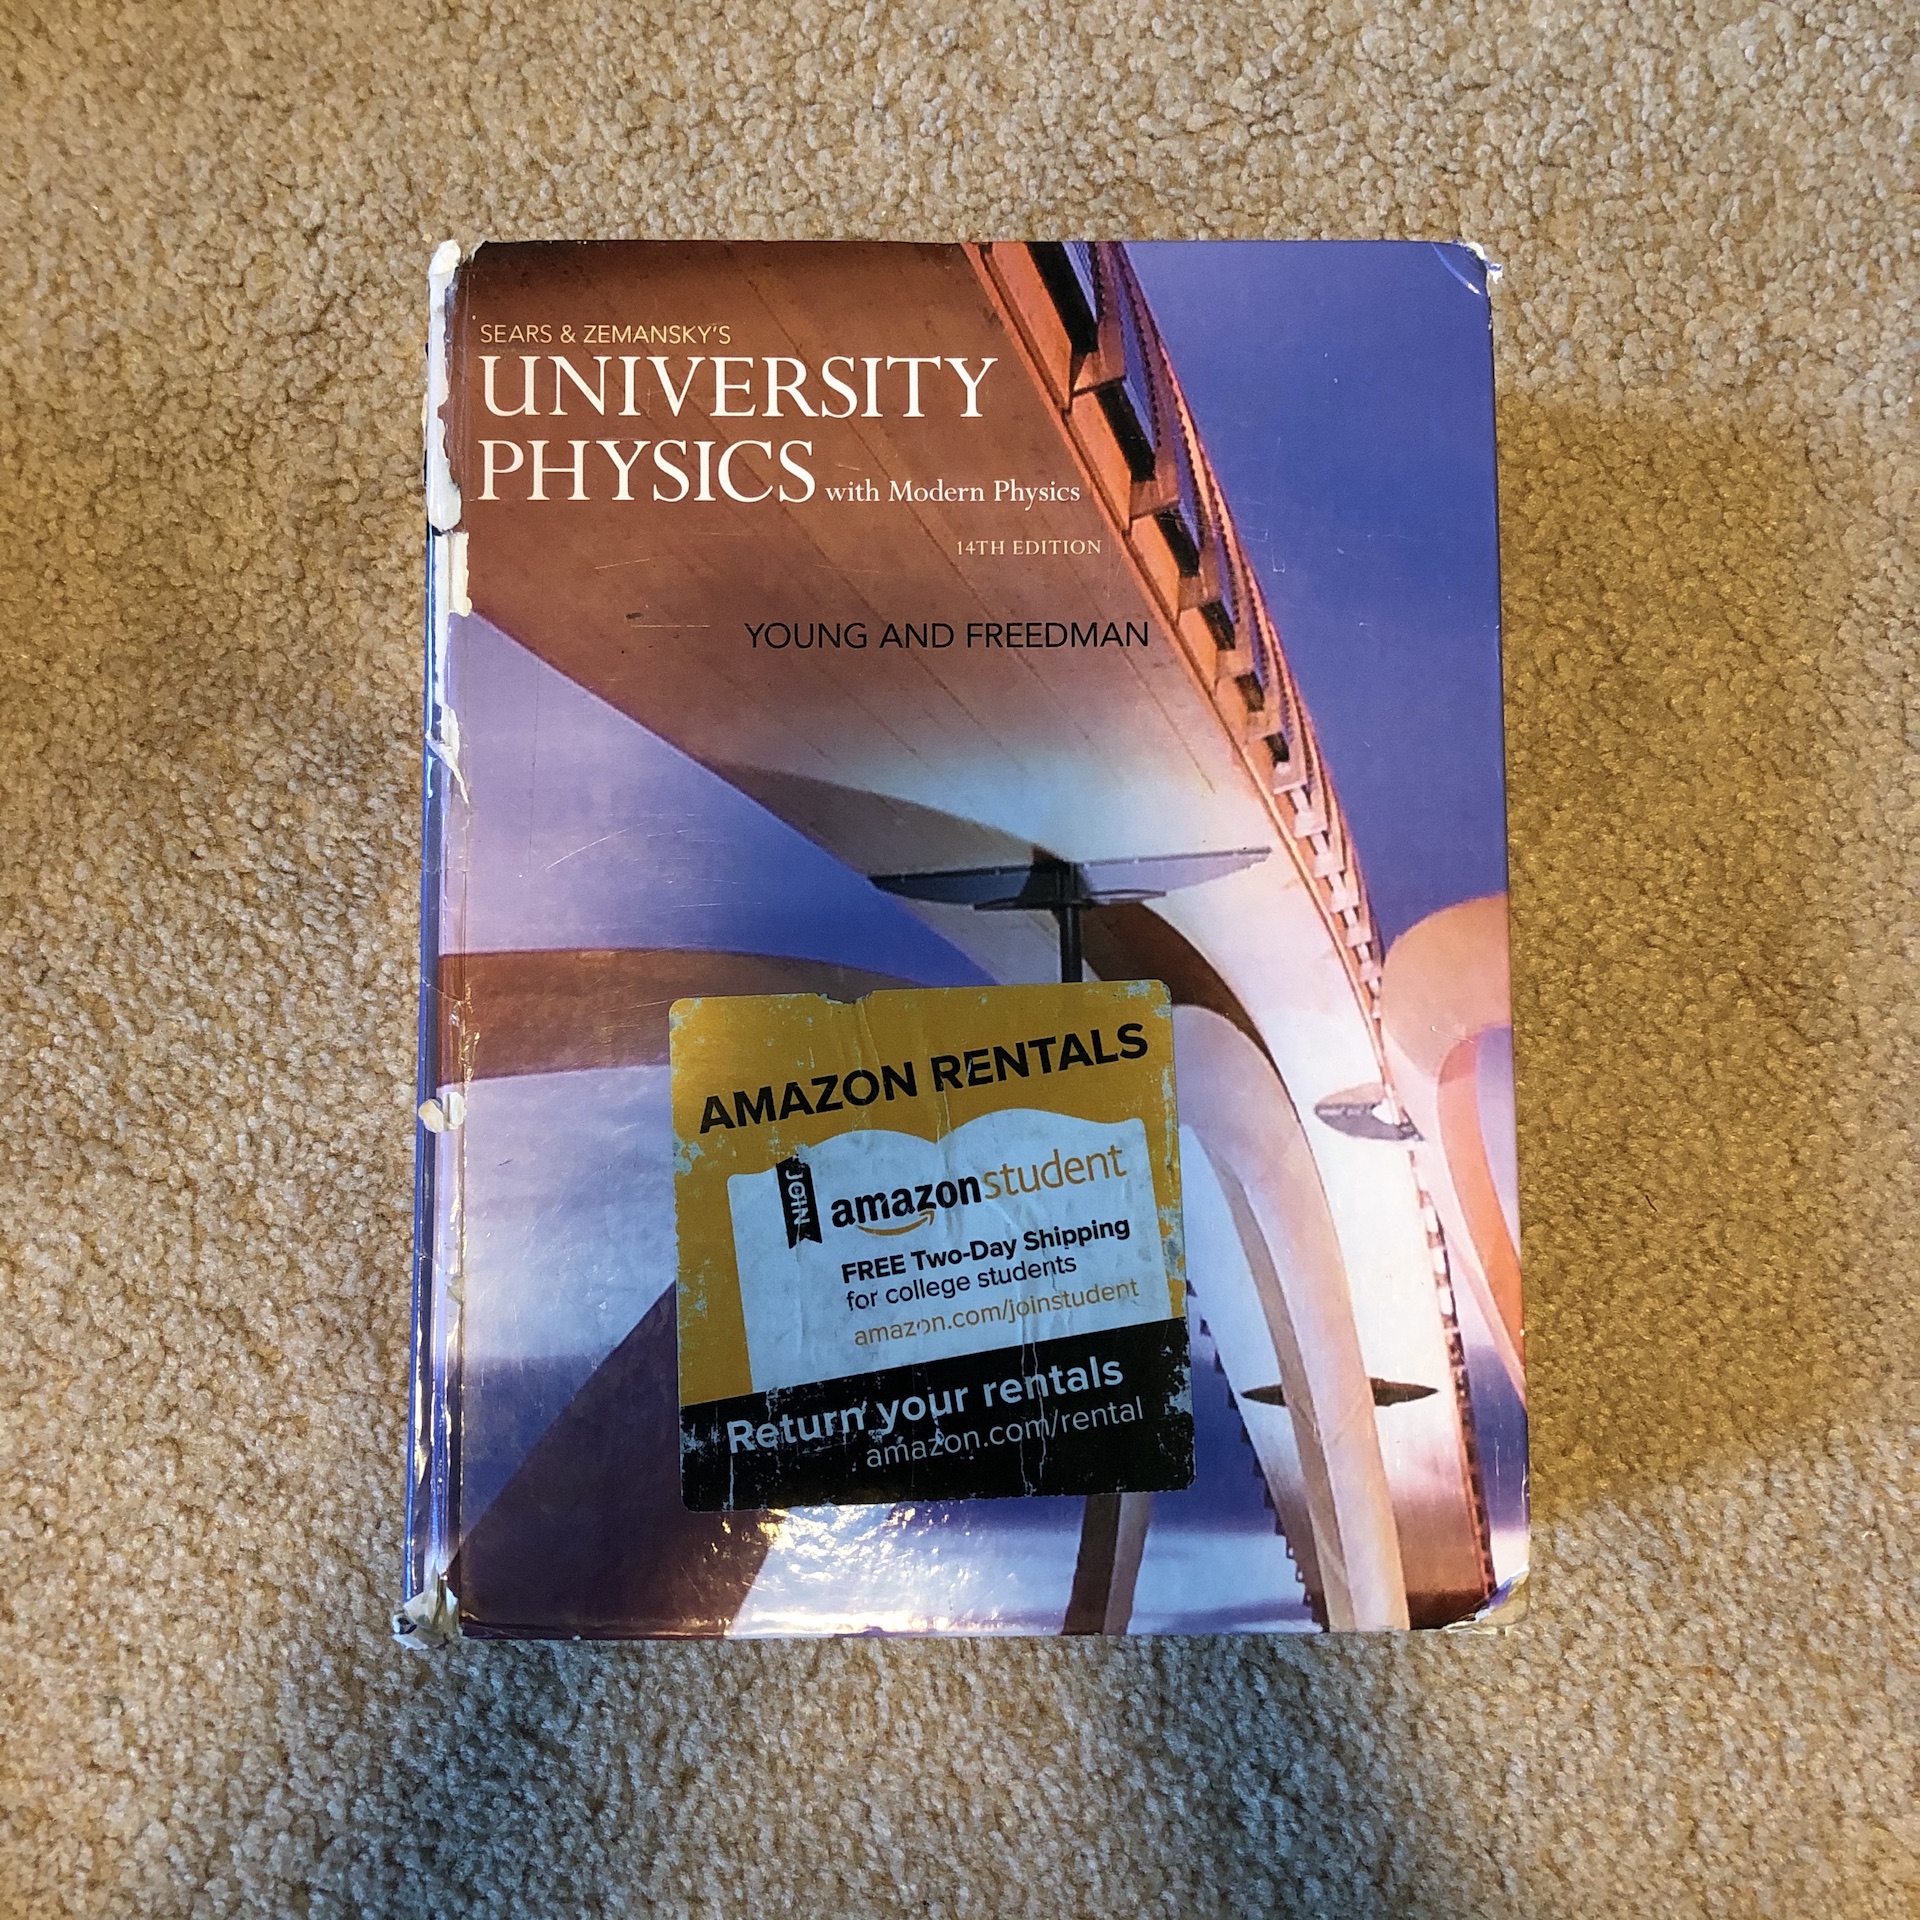 SEARS & ZEMANSKY'S
UNIVERSITY
PHYSICS with Modern Physics
14TH EDITION
YOUNG AND FREEDMAN
AMAZON RENTALS
JOIN
amazonstudent
FREE Two-Day Shipping
for college students
amazon.com/joinstudent
Return your rentals
amazon.com/rental